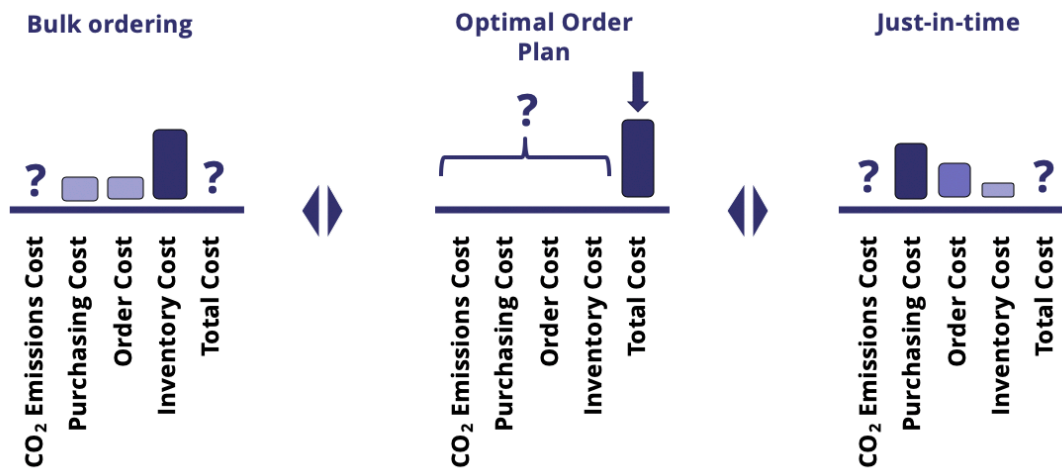 Bulk ordering
?
?
CO₂ Emissions Cost
Purchasing Cost
Order Cost
Inventory Cost
Total Cost
Optimal Order
Plan
?
CO₂ Emissions Cost
Purchasing Cost
Order Cost
Inventory Cost
Total Cost
Just-in-time
?
?
CO₂ Emissions Cost
Purchasing Cost
Order Cost
Inventory Cost
Total Cost